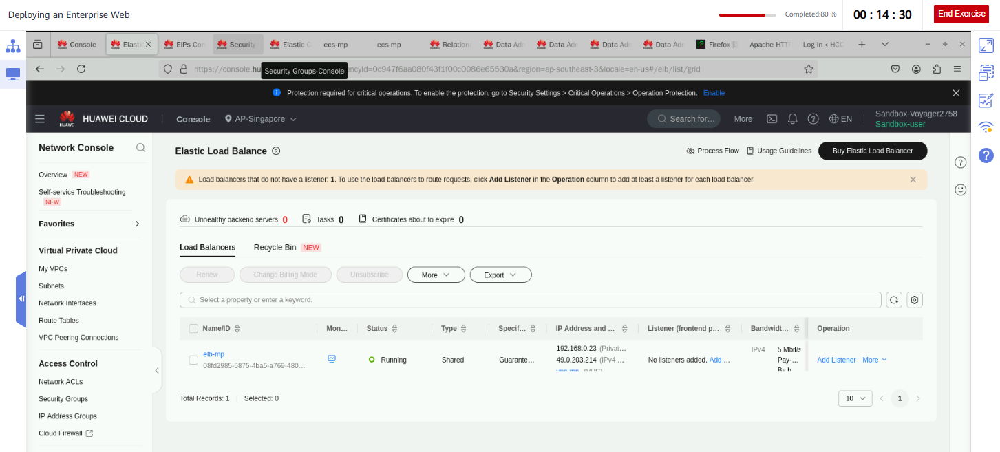 Deploying an Enterprise Web
Completed:80 %
00 : 14 : 30
End Exercise
Console
Elastic
EIPs-Con
Security
Elastic C
ecs-mp
ecs-mp
Relation
Data Adm
Data Adm
Data Adm
Data Adm
Firefox
Apache HTT
Log In ‹ HCC
https://console.hu
encyId=0c947f6aa080f43f1f00c0086e65530a&region=ap-southeast-3&locale=en-us#/elb/list/grid
Security Groups-Console
Protection required for critical operations. To enable the protection, go to Security Settings > Critical Operations > Operation Protection. Enable
HUAWEI
HUAWEI CLOUD
Console
AP-Singapore
Search for...
More
EN
Sandbox-Voyager2758
Sandbox-user
Network Console
Overview NEW
Self-service Troubleshooting
NEW
Favorites
Virtual Private Cloud
My VPCs
Subnets
Network Interfaces
Route Tables
VPC Peering Connections
Access Control
Network ACLs
Security Groups
IP Address Groups
Cloud Firewall
Elastic Load Balance
Process Flow
Usage Guidelines
Buy Elastic Load Balancer
Load balancers that do not have a listener: 1. To use the load balancers to route requests, click Add Listener in the Operation column to add at least a listener for each load balancer.
Unhealthy backend servers 0
Tasks 0
Certificates about to expire 0
Load Balancers
Recycle Bin NEW
Renew
Change Billing Mode
Unsubscribe
More
Export
Select a property or enter a keyword.
Name/ID
Mon...
Status
Type
Specif...
IP Address and ...
Listener (frontend p...
Bandwidt...
Operation
elb-mp
08fd2985-5875-4ba5-a769-480...
Running
Shared
Guarante...
192.168.0.23 (Privat...
49.0.203.214 (IPv4 ...
vpc-mp (VPC)
No listeners added. Add ...
IPv4
5 Mbit/s
Pay-...
By b
Add Listener
More
Total Records: 1
Selected: 0
10
1